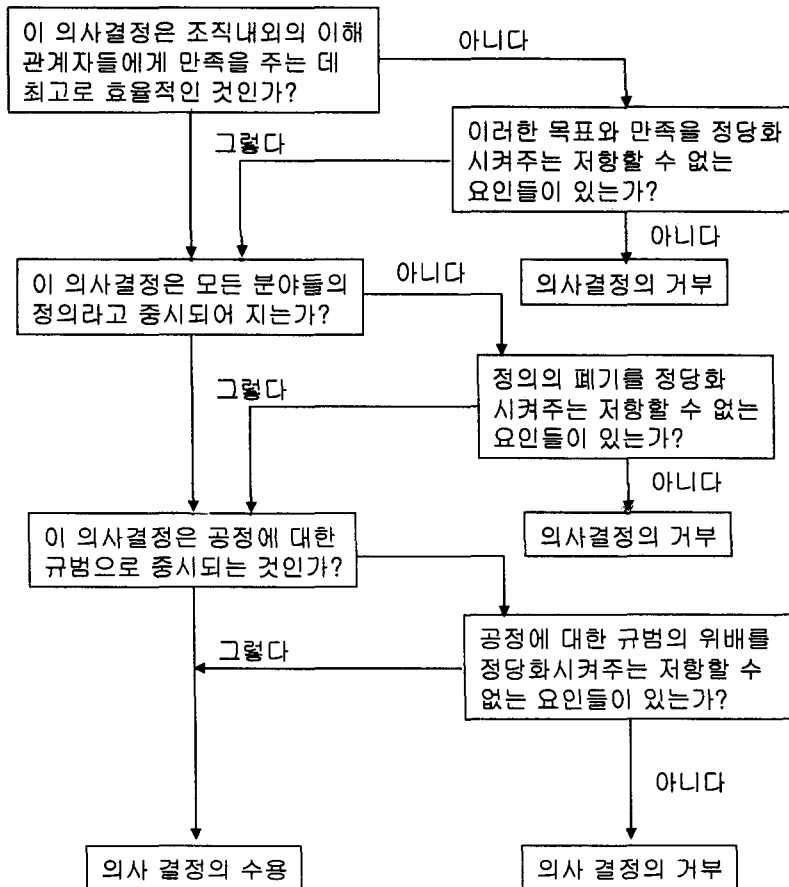 이 의사결정은 조직내외의 이해
관계자들에게 만족을 주는 데
최고로 효율적인 것인가?
아니다
그렇다
이러한 목표와 만족을 정당화
시켜주는 저항할 수 없는
요인들이 있는가?
아니다
의사결정의 거부
이 의사결정은 모든 분야들의
정의라고 중시되어 지는가?
아니다
그렇다
정의의 폐기를 정당화
시켜주는 저항할 수 없는
요인들이 있는가?
아니다
의사결정의 거부
이 의사결정은 공정에 대한
규범으로 중시되는 것인가?
그렇다
공정에 대한 규범의 위배를
정당화시켜주는 저항할 수
없는 요인들이 있는가?
아니다
의사 결정의 수용
의사 결정의 거부